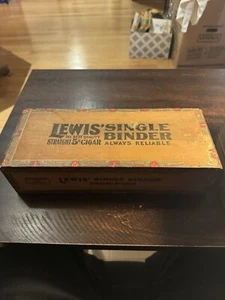 LEWIS' SINGLE
BINDER
STRAIGHT 5¢ CIGAR ALWAYS RELIABLE
LEWIS' SINGLE BINDER